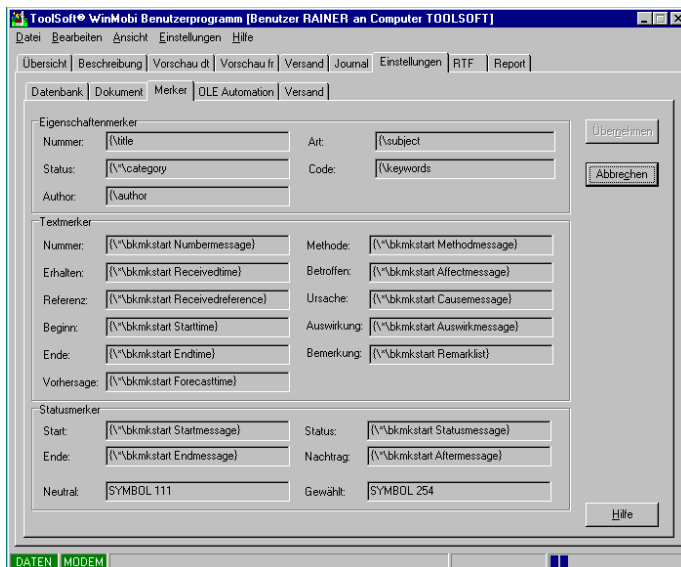 ToolSoft® WinMobi Benutzerprogramm [Benutzer RAINER an Computer TOOLSOFT]
Datei Bearbeiten Ansicht Einstellungen Hilfe
Übersicht Beschreibung Vorschau dt Vorschau fr Versand Journal Einstellungen RTF Report
Datenbank Dokument Merker OLE Automation Versand
Eigenschaftenmerker
Nummer: {\title Art: {\subject Übernehmen
Status: {\*\category Code: {\keywords Abbrechen
Author: {\author
Textmerker
Nummer: {\*\bkmkstart Numbermessage} Methode: {\*\bkmkstart Methodmessage}
Erhalten: {\*\bkmkstart Receivedtime} Betroffen: {\*\bkmkstart Affectmessage}
Referenz: {\*\bkmkstart Receivedreference} Ursache: {\*\bkmkstart Causemessage}
Beginn: {\*\bkmkstart Starttime} Auswirkung: {\*\bkmkstart Auswirkmessage}
Ende: {\*\bkmkstart Endtime} Bemerkung: {\*\bkmkstart Remarklist}
Vorhersage: {\*\bkmkstart Forecasttime}
Statusmerker
Start: {\*\bkmkstart Startmessage} Status: {\*\bkmkstart Statusmessage}
Ende: {\*\bkmkstart Endmessage} Nachtrag: {\*\bkmkstart Aftermessage}
Neutral: SYMBOL 111 Gewählt: SYMBOL 254
Hilfe
DATEN MODEM